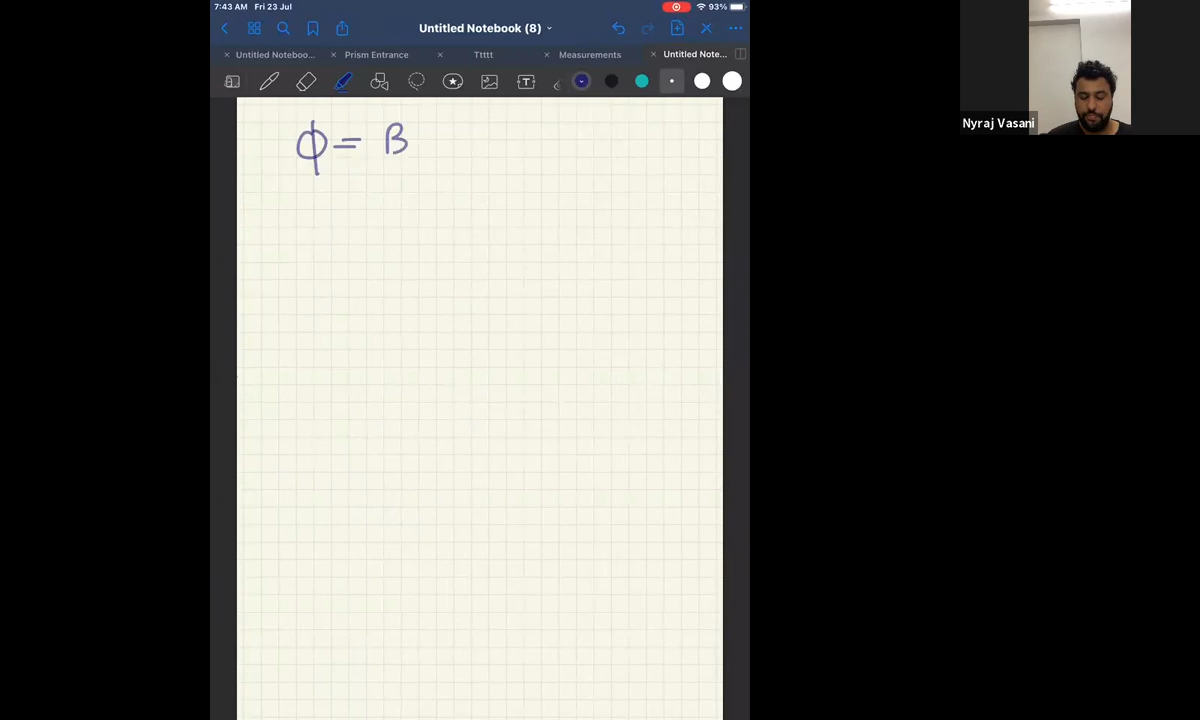 7:43 AM Fri 23 Jul 93%
Untitled Notebook (8)
Untitled Noteboo... Prism Entrance Ttttt Measurements Untitled Note...
ϕ = B
Nyraj Vasani